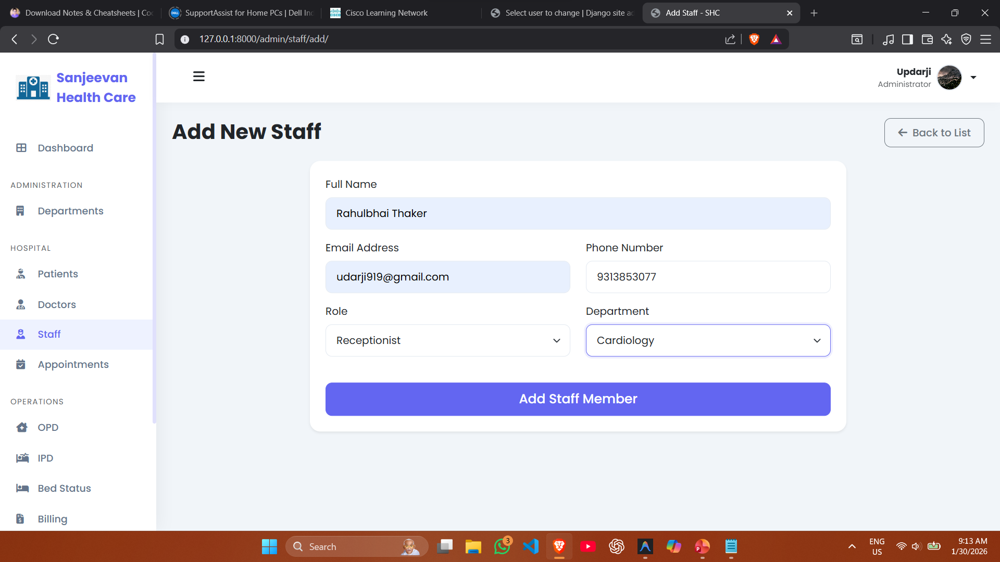 Download Notes & Cheatsheets | Co
SupportAssist for Home PCs | Dell In
Cisco Learning Network
Select user to change | Django site a
Add Staff - SHC
127.0.0.1:8000/admin/staff/add/
Sanjeevan
Health Care
Updarji
Administrator
Dashboard
ADMINISTRATION
Departments
HOSPITAL
Patients
Doctors
Staff
Appointments
OPERATIONS
OPD
IPD
Bed Status
Billing
Add New Staff
Back to List
Full Name
Rahulbhai Thaker
Email Address
Phone Number
udarji919@gmail.com
9313853077
Role
Department
Receptionist
Cardiology
Add Staff Member
Search
3
ENG
US
9:13 AM
1/30/2026